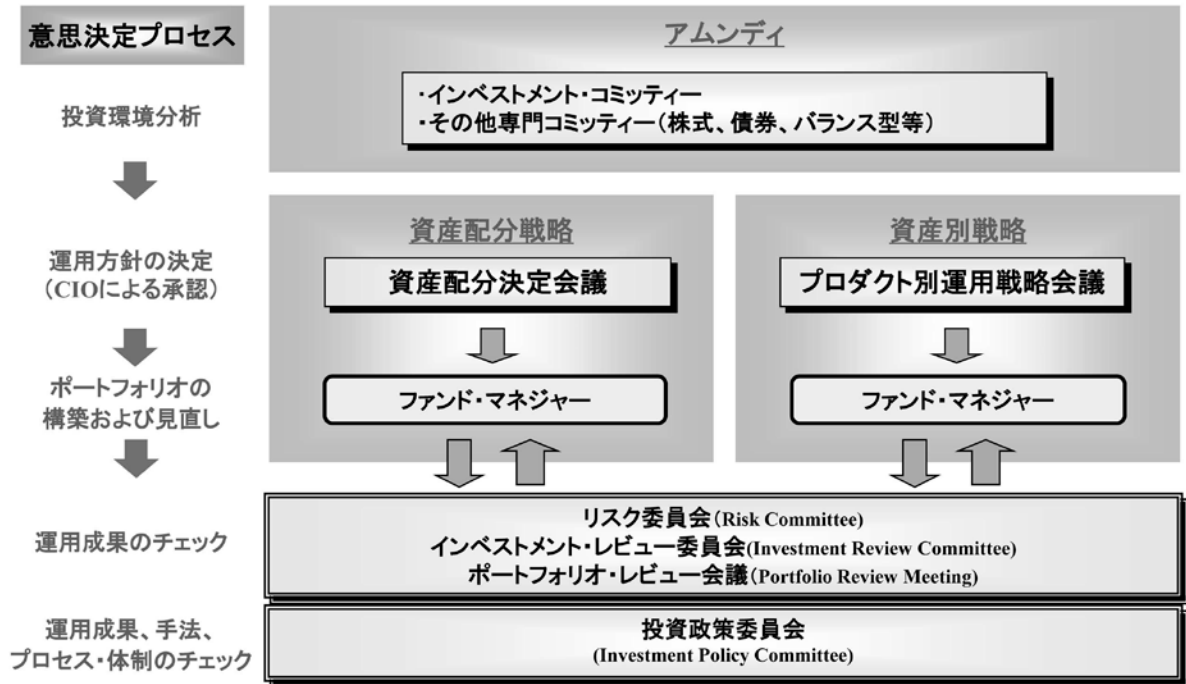 意思決定プロセス
アムンディ
投資環境分析
・インベストメント・コミッティー
・その他専門コミッティー（株式、債券、バランス型等）
運用方針の決定
（CIOによる承認）
資産配分戦略
資産配分決定会議
資産別戦略
プロダクト別運用戦略会議
ポートフォリオの
構築および見直し
ファンド・マネジャー
ファンド・マネジャー
運用成果のチェック
リスク委員会（Risk Committee）
インベストメント・レビュー委員会(Investment Review Committee)
ポートフォリオ・レビュー会議（Portfolio Review Meeting)
運用成果、手法、
プロセス・体制のチェック
投資政策委員会
(Investment Policy Committee)